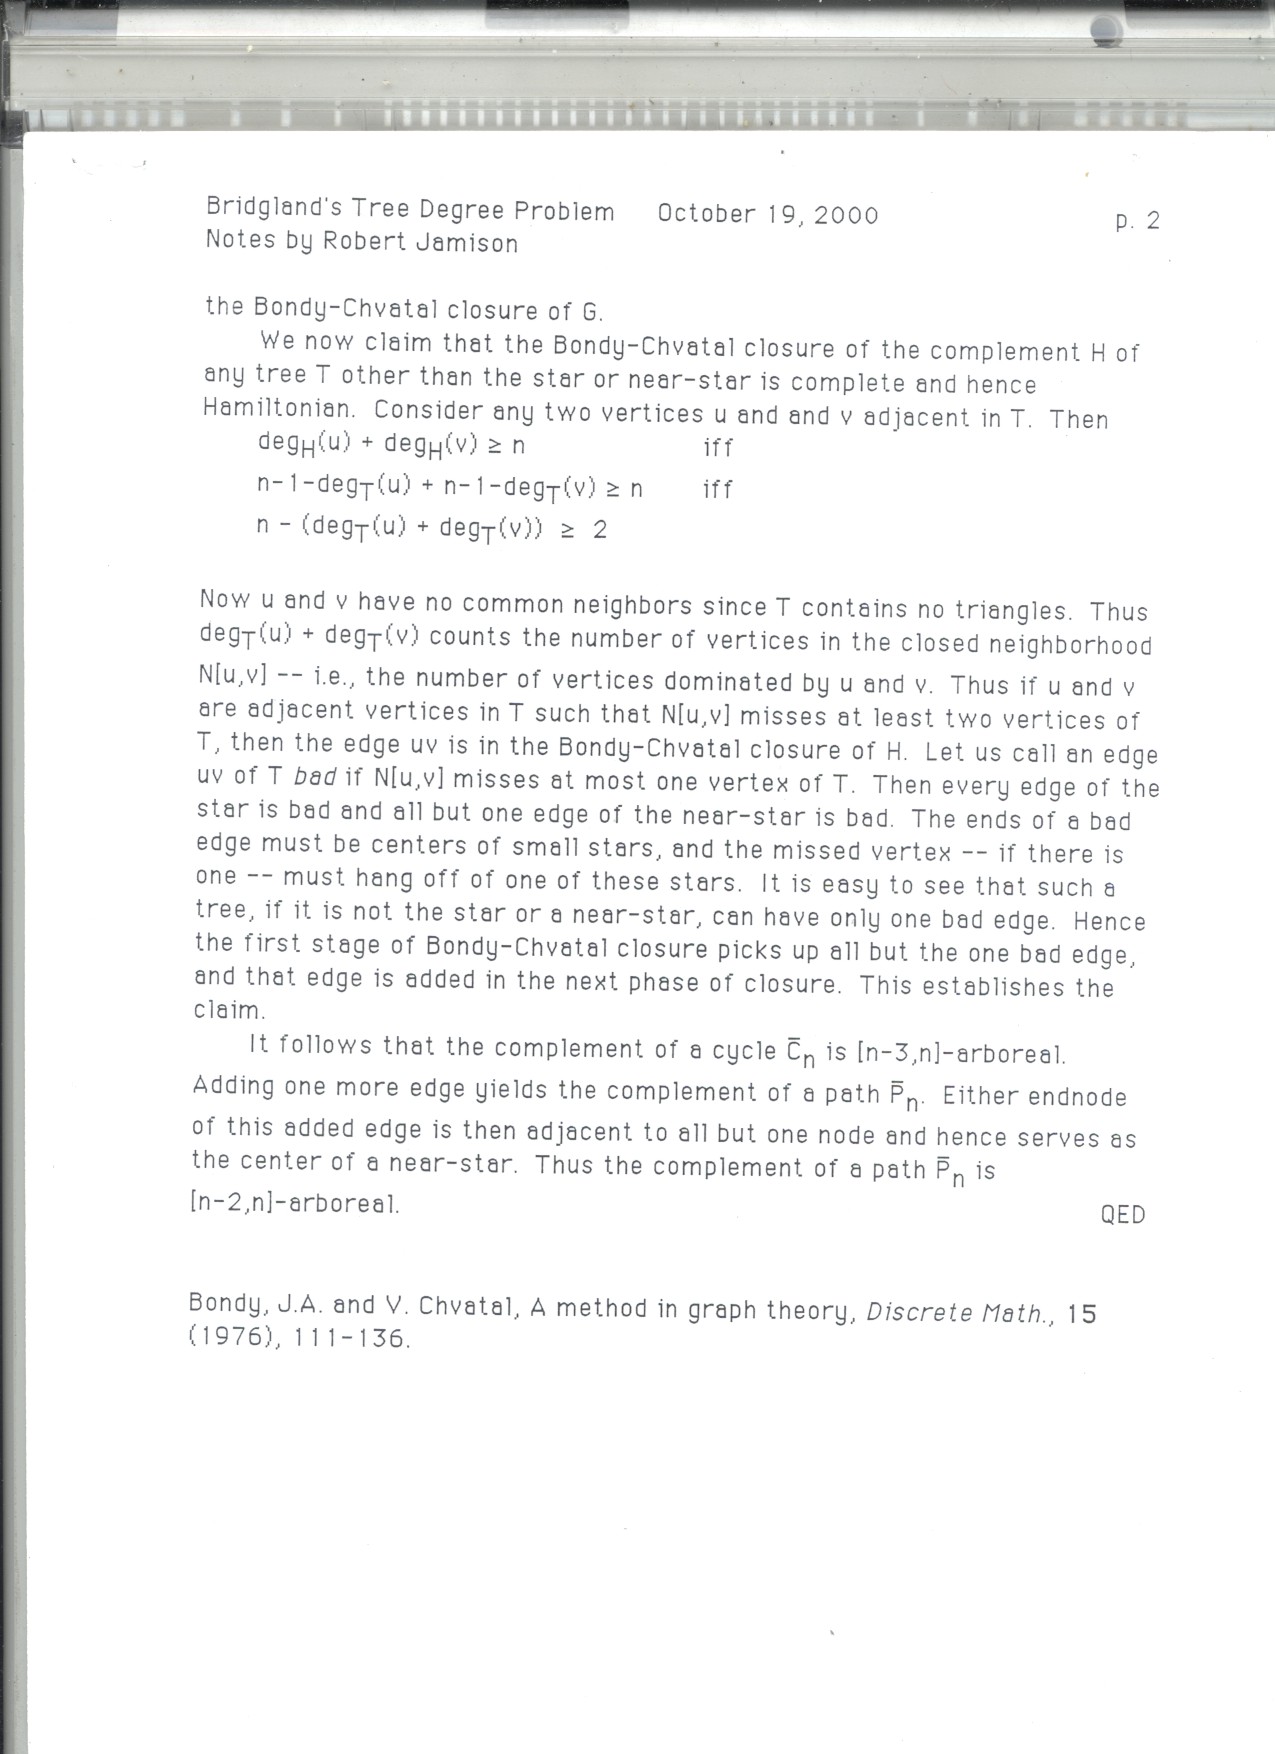 Bridgland's Tree Degree Problem October 19, 2000 p. 2
Notes by Robert Jamison
the Bondy-Chvatal closure of G.
We now claim that the Bondy-Chvatal closure of the complement H of
any tree T other than the star or near-star is complete and hence
Hamiltonian. Consider any two vertices u and and v adjacent in T. Then
deg_H(u) + deg_H(v) ≥ n iff
n-1-deg_T(u) + n-1-deg_T(v) ≥ n iff
n - (deg_T(u) + deg_T(v)) ≥ 2
Now u and v have no common neighbors since T contains no triangles. Thus
deg_T(u) + deg_T(v) counts the number of vertices in the closed neighborhood
N[u,v] -- i.e., the number of vertices dominated by u and v. Thus if u and v
are adjacent vertices in T such that N[u,v] misses at least two vertices of
T, then the edge uv is in the Bondy-Chvatal closure of H. Let us call an edge
uv of T bad if N[u,v] misses at most one vertex of T. Then every edge of the
star is bad and all but one edge of the near-star is bad. The ends of a bad
edge must be centers of small stars, and the missed vertex -- if there is
one -- must hang off of one of these stars. It is easy to see that such a
tree, if it is not the star or a near-star, can have only one bad edge. Hence
the first stage of Bondy-Chvatal closure picks up all but the one bad edge,
and that edge is added in the next phase of closure. This establishes the
claim.
It follows that the complement of a cycle C̄_n is [n-3,n]-arboreal.
Adding one more edge yields the complement of a path P̄_n. Either endnode
of this added edge is then adjacent to all but one node and hence serves as
the center of a near-star. Thus the complement of a path P̄_n is
[n-2,n]-arboreal. QED
Bondy, J.A. and V. Chvatal, A method in graph theory, Discrete Math., 15
(1976), 111-136.